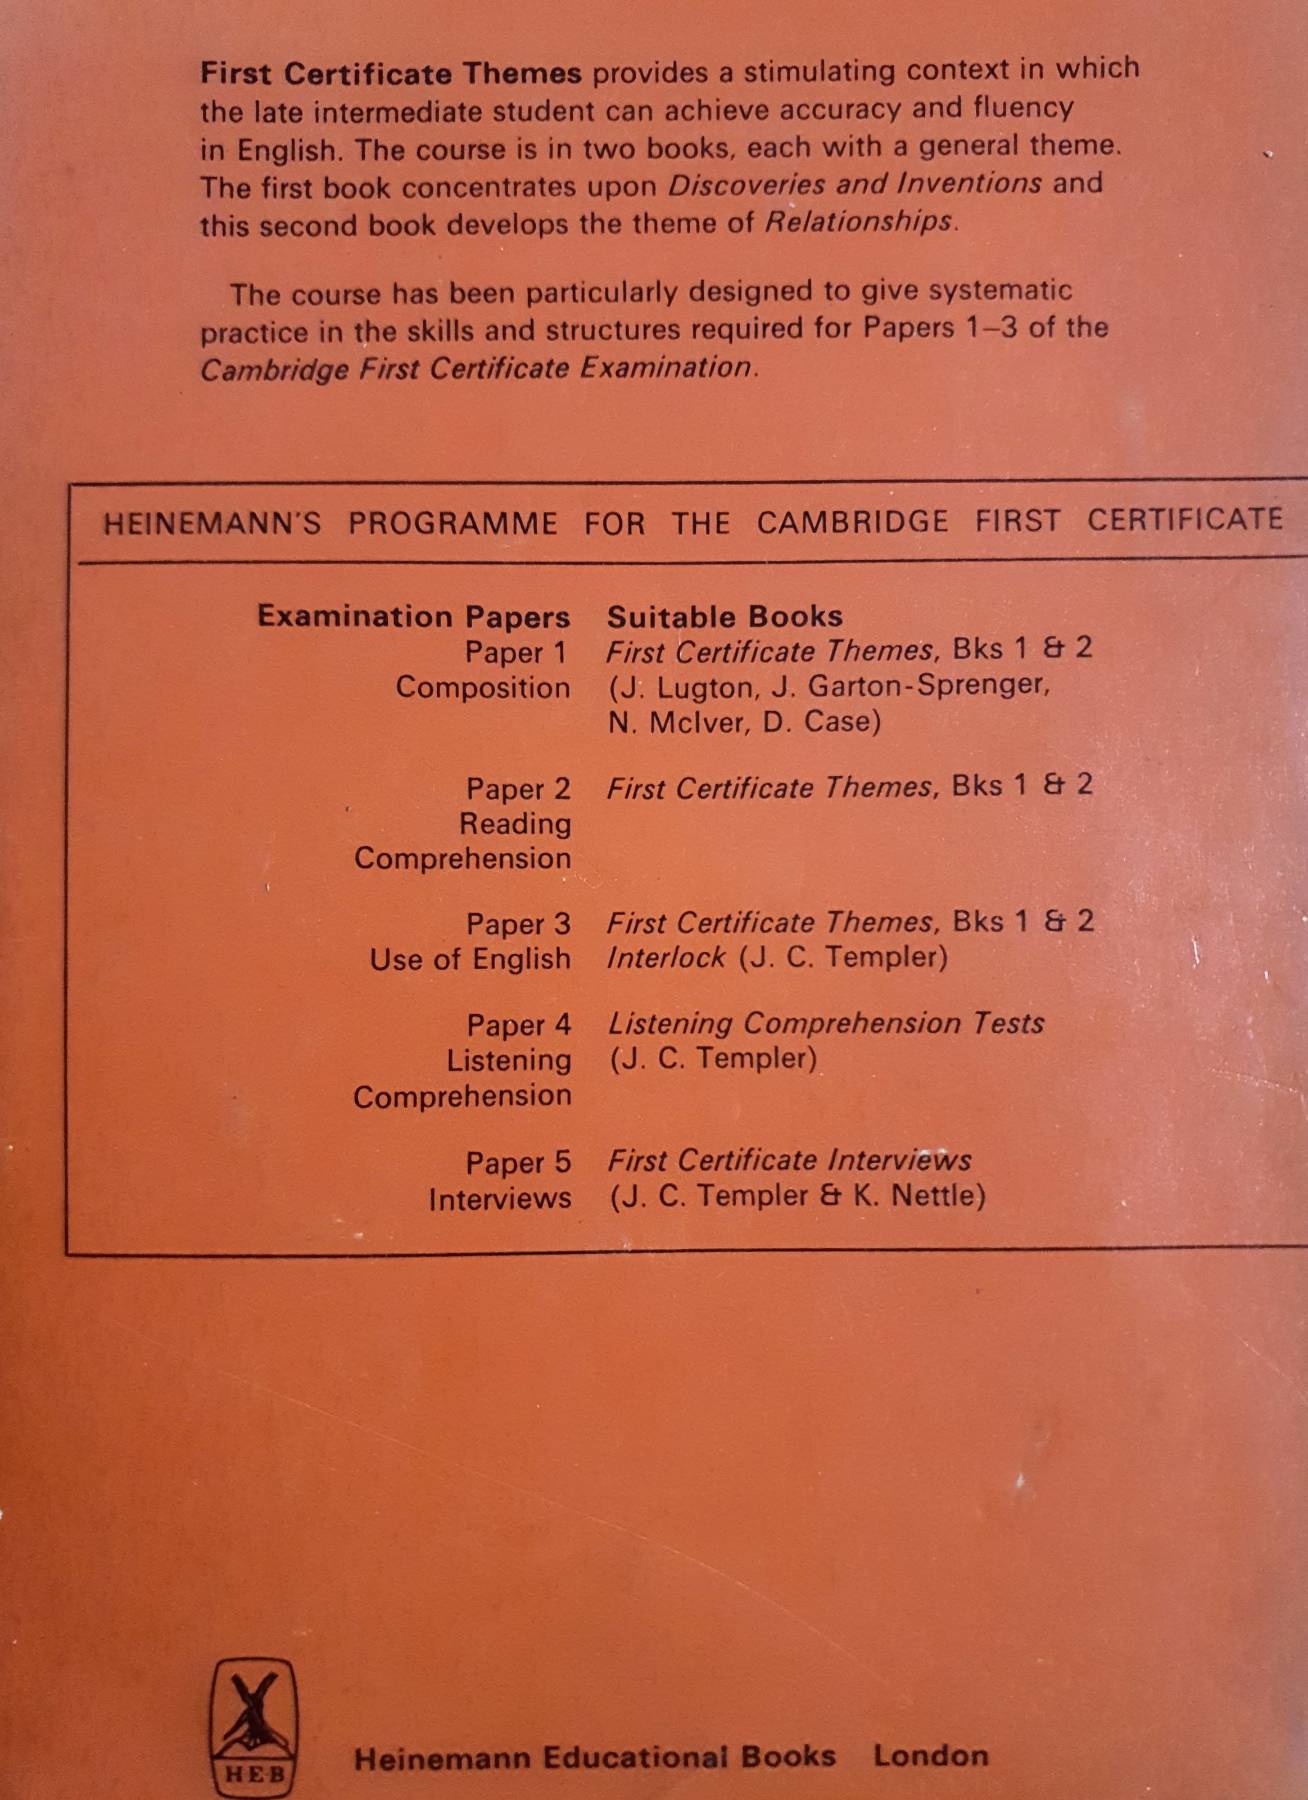 First Certificate Themes provides a stimulating context in which
the late intermediate student can achieve accuracy and fluency
in English. The course is in two books, each with a general theme.
The first book concentrates upon Discoveries and Inventions and
this second book develops the theme of Relationships.
The course has been particularly designed to give systematic
practice in the skills and structures required for Papers 1–3 of the
Cambridge First Certificate Examination.
HEINEMANN'S PROGRAMME FOR THE CAMBRIDGE FIRST CERTIFICATE
Examination Papers Suitable Books
Paper 1 First Certificate Themes, Bks 1 & 2
Composition (J. Lugton, J. Garton-Sprenger,
N. McIver, D. Case)
Paper 2 First Certificate Themes, Bks 1 & 2
Reading
Comprehension
Paper 3 First Certificate Themes, Bks 1 & 2
Use of English Interlock (J. C. Templer)
Paper 4 Listening Comprehension Tests
Listening (J. C. Templer)
Comprehension
Paper 5 First Certificate Interviews
Interviews (J. C. Templer & K. Nettle)
Heinemann Educational Books London
H·E·B